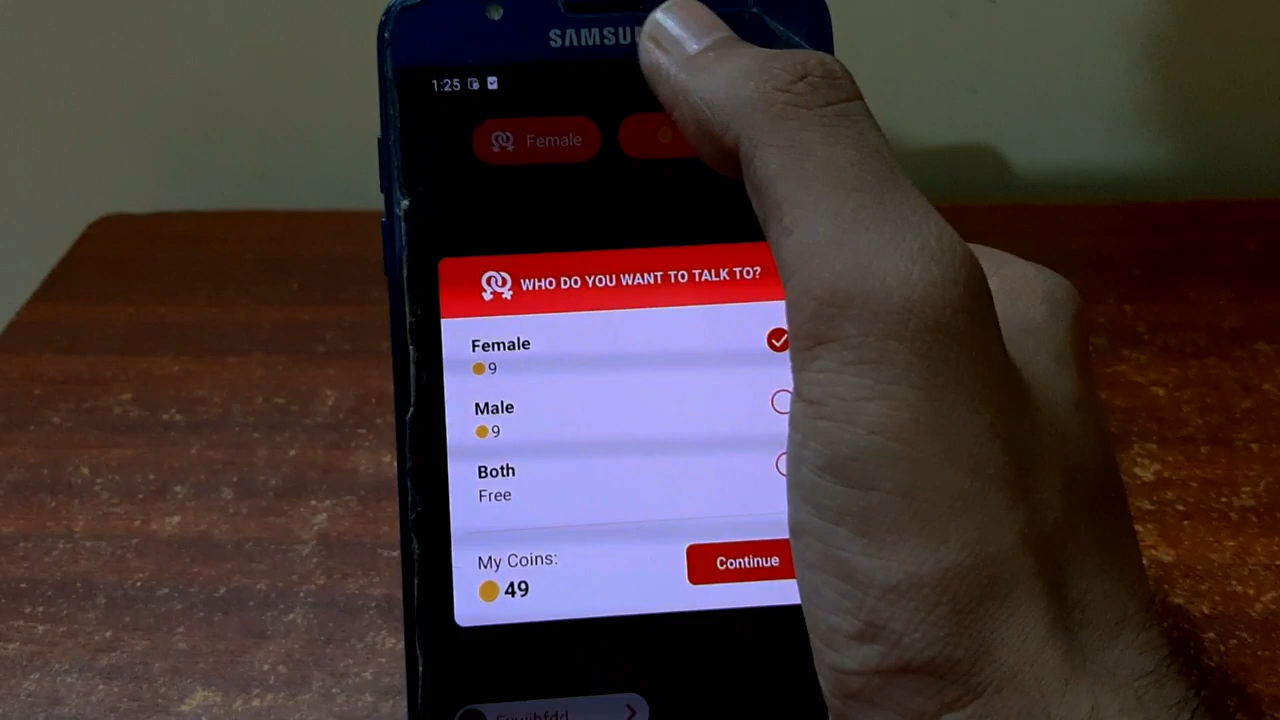 SAMSU
1:25
Female
WHO DO YOU WANT TO TALK TO?
Female
9
Male
9
Both
Free
My Coins:
49
Continue